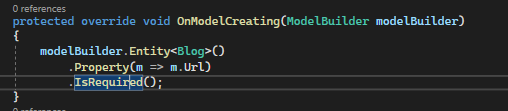 0 references
protected override void OnModelCreating(ModelBuilder modelBuilder)
{
modelBuilder.Entity<Blog>()
.Property(m => m.Url)
.IsRequired();
}
0 references